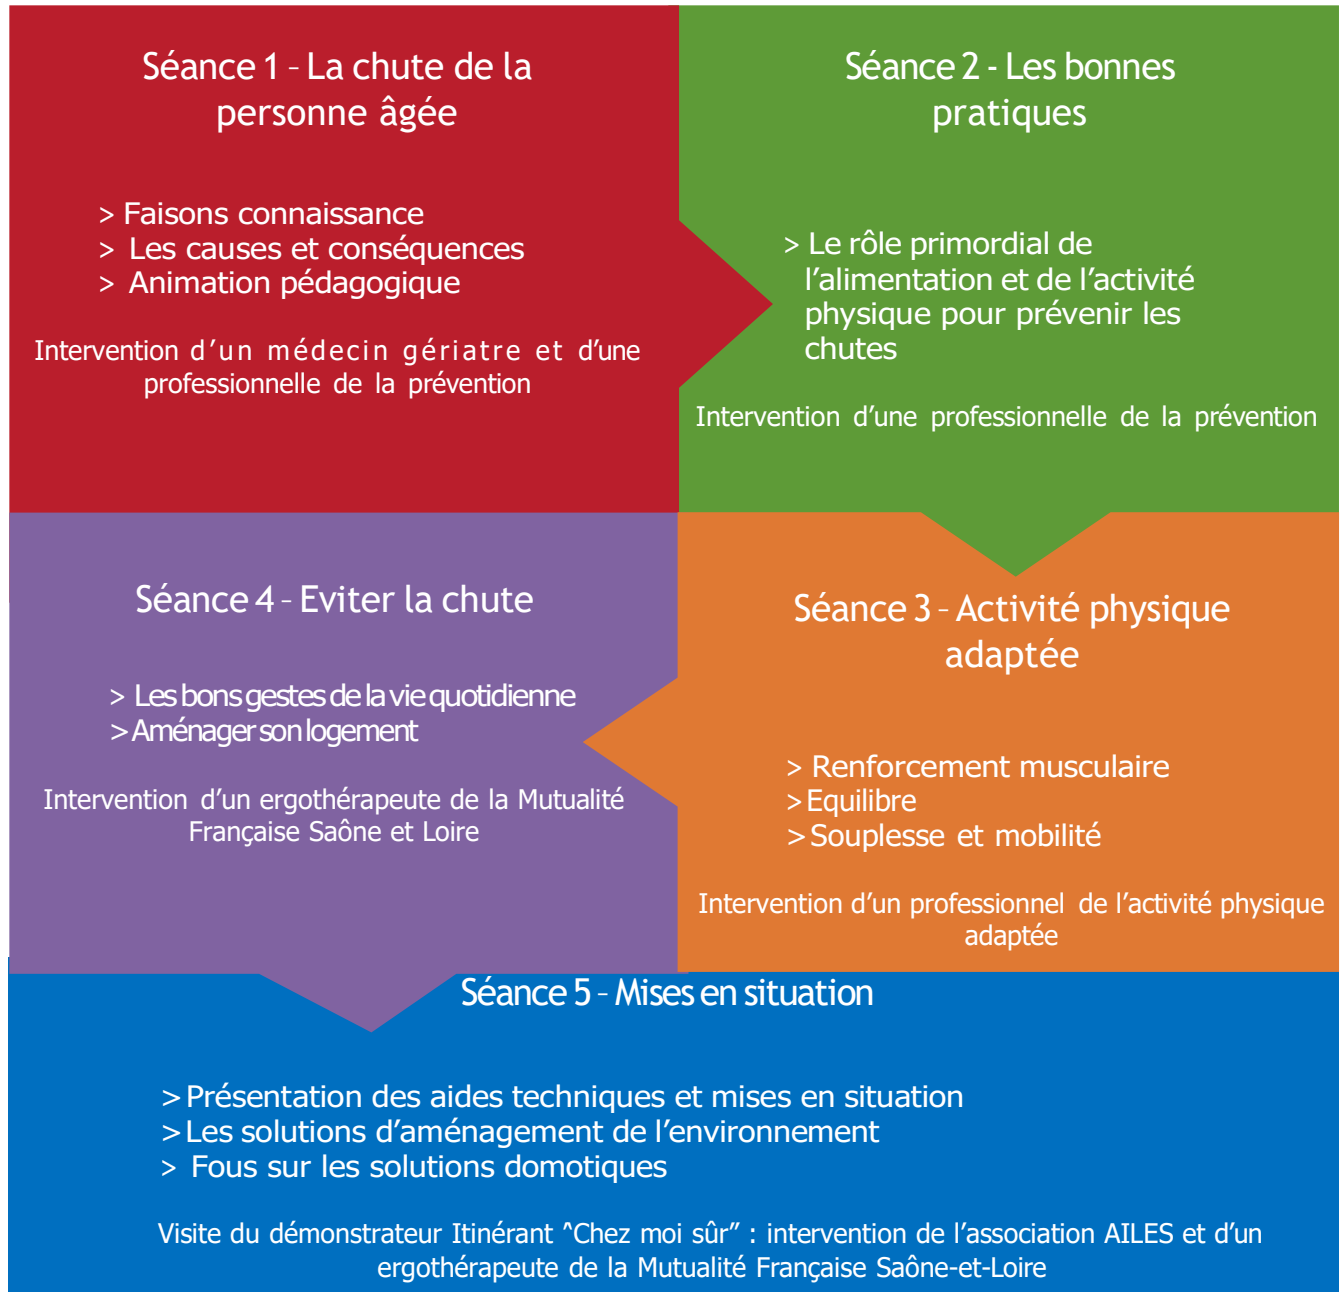 Séance 1 – La chute de la
personne âgée
> Faisons connaissance
> Les causes et conséquences
> Animation pédagogique
Intervention d’un médecin gériatre et d’une
professionnelle de la prévention
Séance 2 - Les bonnes
pratiques
> Le rôle primordial de
l’alimentation et de l’activité
physique pour prévenir les
chutes
Intervention d’une professionnelle de la prévention
Séance 3 – Activité physique
adaptée
> Renforcement musculaire
> Equilibre
> Souplesse et mobilité
Intervention d’un professionnel de l’activité physique
adaptée
Séance 4 – Eviter la chute
> Les bons gestes de la vie quotidienne
> Aménager son logement
Intervention d’un ergothérapeute de la Mutualité
Française Saône et Loire
Séance 5 – Mises en situation
> Présentation des aides techniques et mises en situation
> Les solutions d’aménagement de l’environnement
> Fous sur les solutions domotiques
Visite du démonstrateur Itinérant “Chez moi sûr” : intervention de l’association AILES et d’un
ergothérapeute de la Mutualité Française Saône-et-Loire